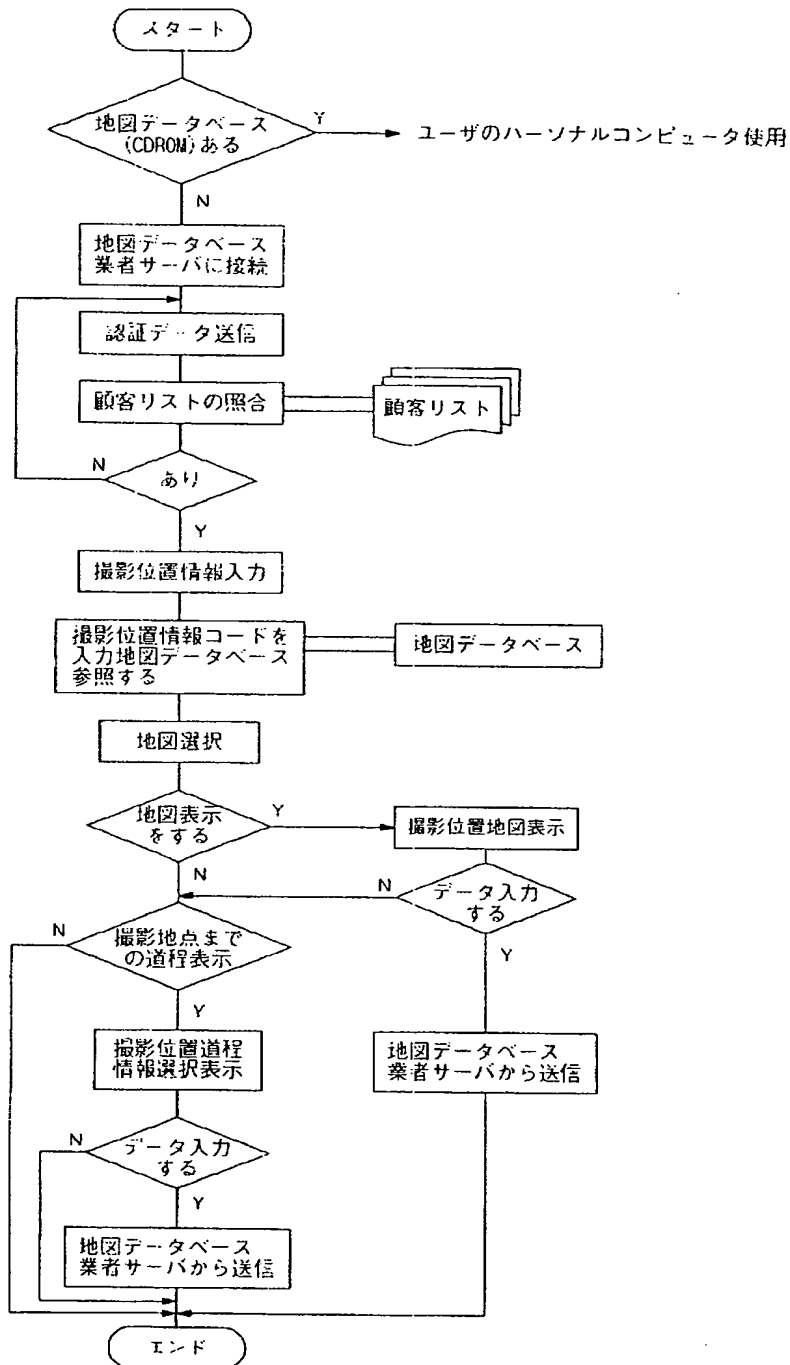 スタート
地図データベース
(CDROM)ある
Y
ユーザのパーソナルコンピュータ使用
N
地図データベース
業者サーバに接続
認証データ送信
顧客リストの照合
顧客リスト
N
あり
Y
撮影位置情報入力
撮影位置情報コードを
入力地図データベース
参照する
地図データベース
地図選択
地図表示
をする
Y
撮影位置地図表示
N
N
データ入力
する
N
撮影地点まで
の道程表示
Y
Y
撮影位置道程
情報選択表示
地図データベース
業者サーバから送信
N
データ入力
する
Y
地図データベース
業者サーバから送信
エンド